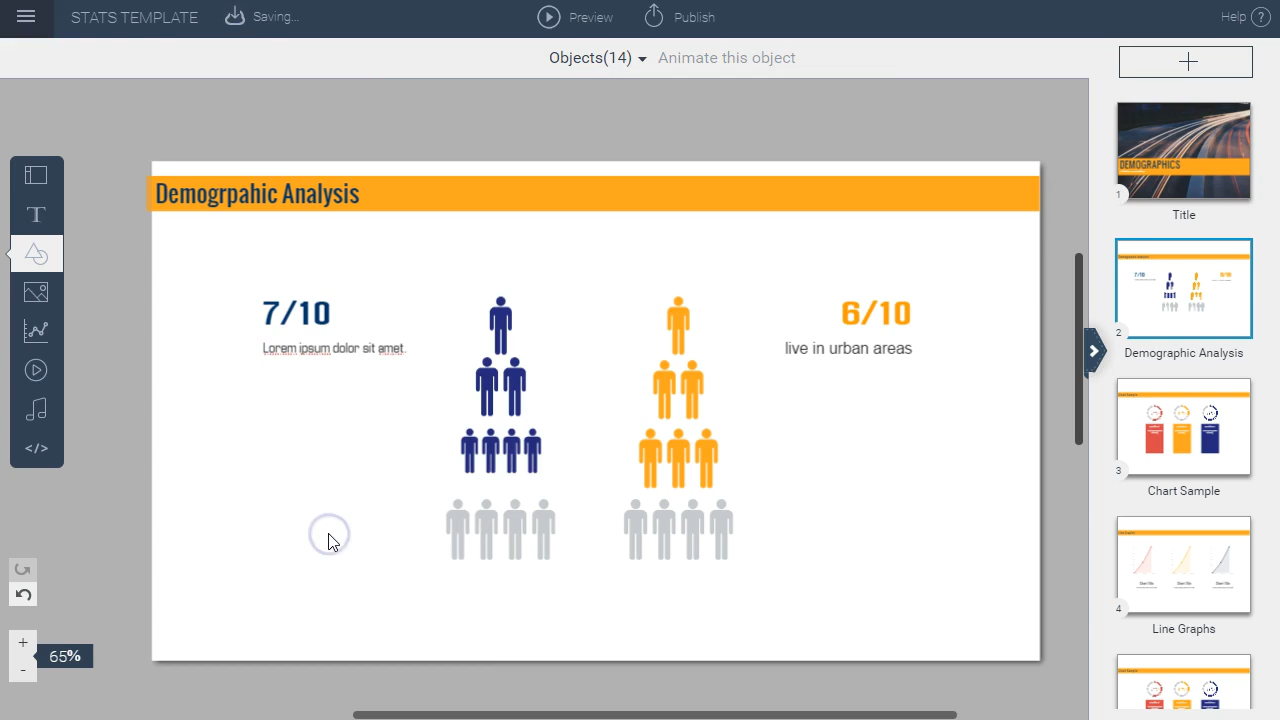 STATS TEMPLATE
Saving...
Preview
Publish
Help ?
Objects(14)
Animate this object
Demogrpahic Analysis
7/10
Lorem ipsum dolor sit amet.
6/10
live in urban areas
T
</>
+
65%
-
DEMOGRAPHICS
1
Title
2
Demographic Analysis
3
Chart Sample
4
Line Graphs